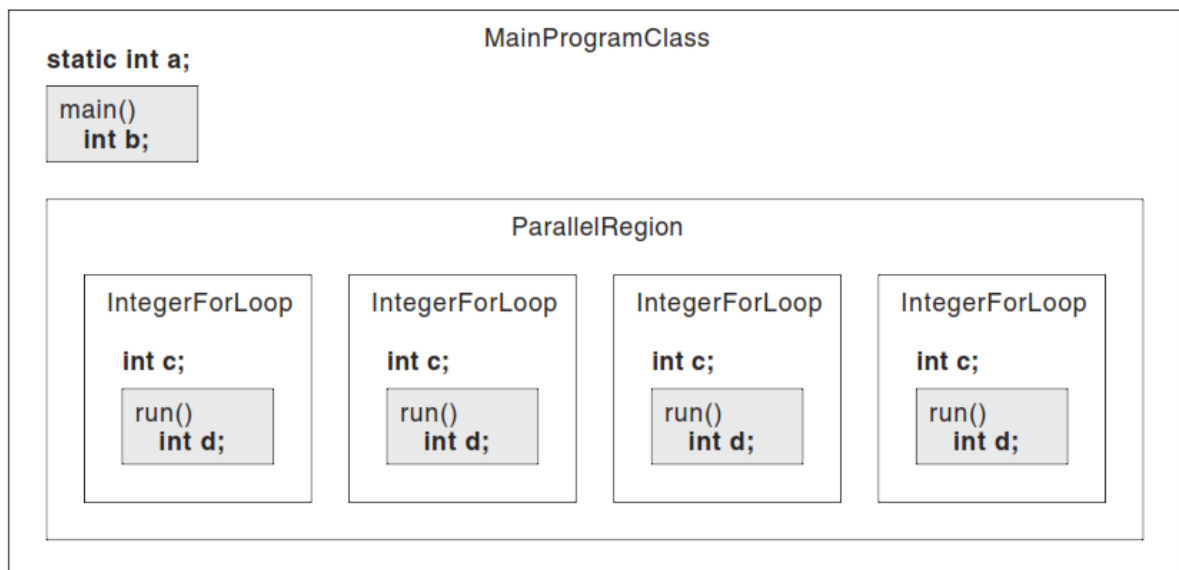 MainProgramClass
static int a;
main()
int b;
ParallelRegion
IntegerForLoop
int c;
run()
int d;
IntegerForLoop
int c;
run()
int d;
IntegerForLoop
int c;
run()
int d;
IntegerForLoop
int c;
run()
int d;